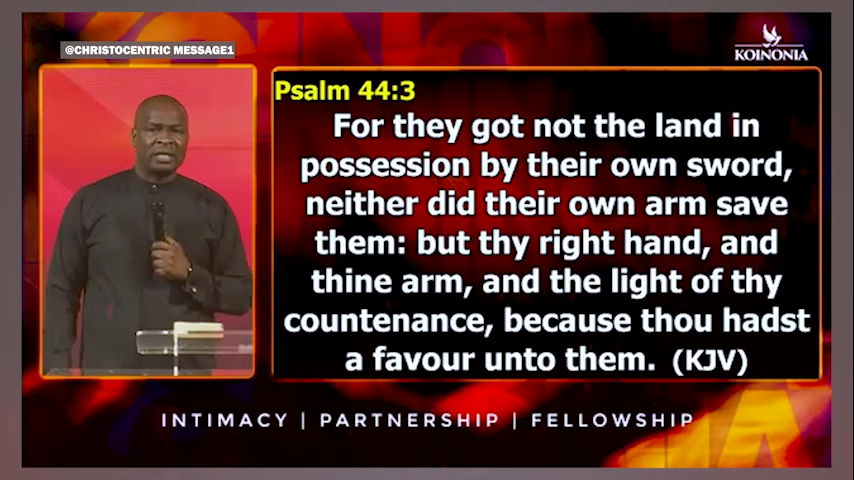 @CHRISTOCENTRIC MESSAGE1
KOINONIA
Psalm 44:3
For they got not the land in
possession by their own sword,
neither did their own arm save
them: but thy right hand, and
thine arm, and the light of thy
countenance, because thou hadst
a favour unto them. (KJV)
INTIMACY | PARTNERSHIP | FELLOWSHIP